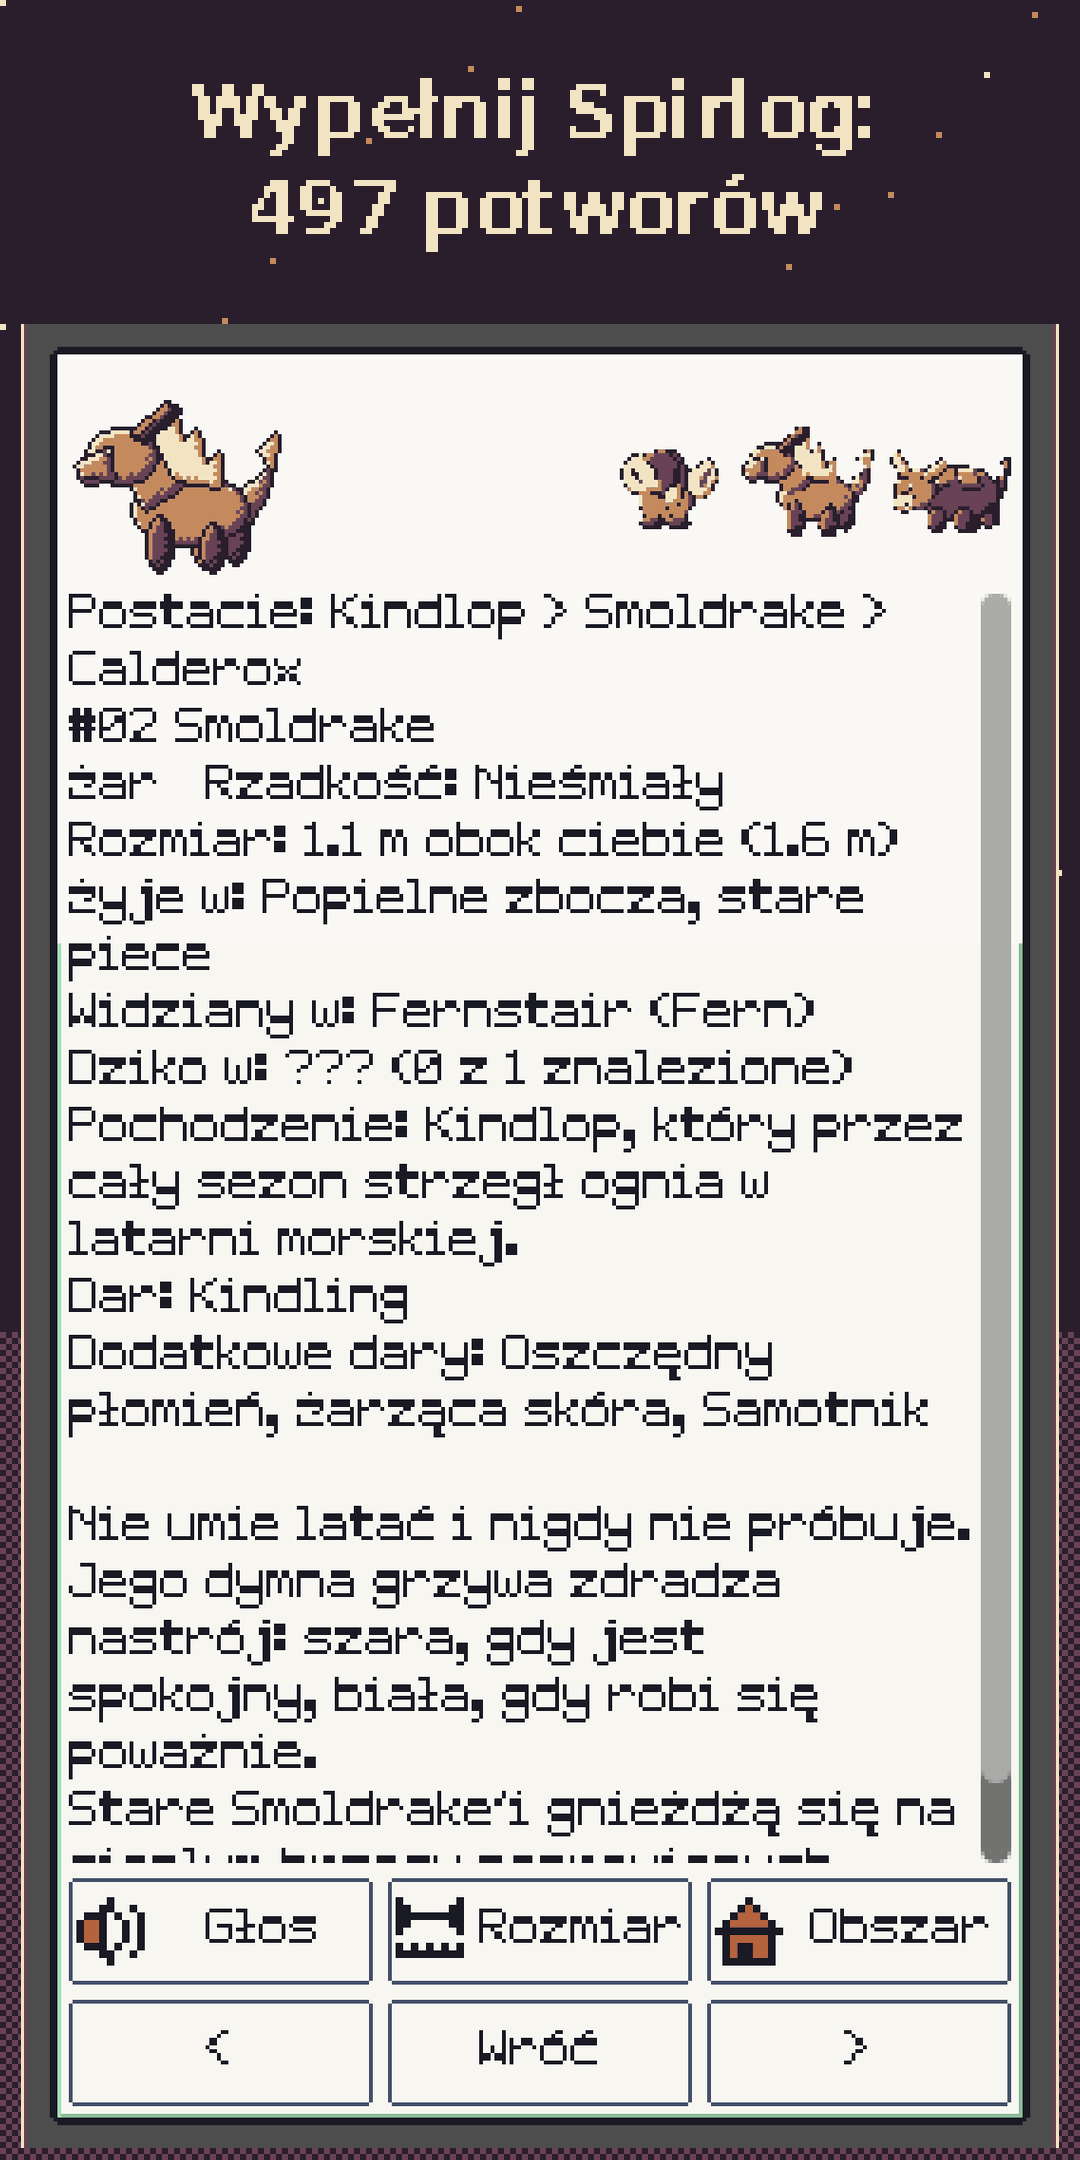 Wypełnij Spirlog:
497 potworów
Postacie: Kindlop > Smoldrake >
Calderox
#02 Smoldrake
żar Rzadkość: Nieśmiały
Rozmiar: 1.1 m obok ciebie (1.6 m)
żyje w: Popielne zbocza, stare
piece
Widziany w: Fernstair (Fern)
Dziko w: ??? (0 z 1 znalezione)
Pochodzenie: Kindlop, który przez
cały sezon strzegł ognia w
latarni morskiej.
Dar: Kindling
Dodatkowe dary: Oszczędny
płomień, żarząca skóra, Samotnik
Nie umie latać i nigdy nie próbuje.
Jego dymna grzywa zdradza
nastrój: szara, gdy jest
spokojny, biała, gdy robi się
poważnie.
Stare Smoldrake'i gnieżdżą się na
Głos
Rozmiar
Obszar
<
Wróć
>